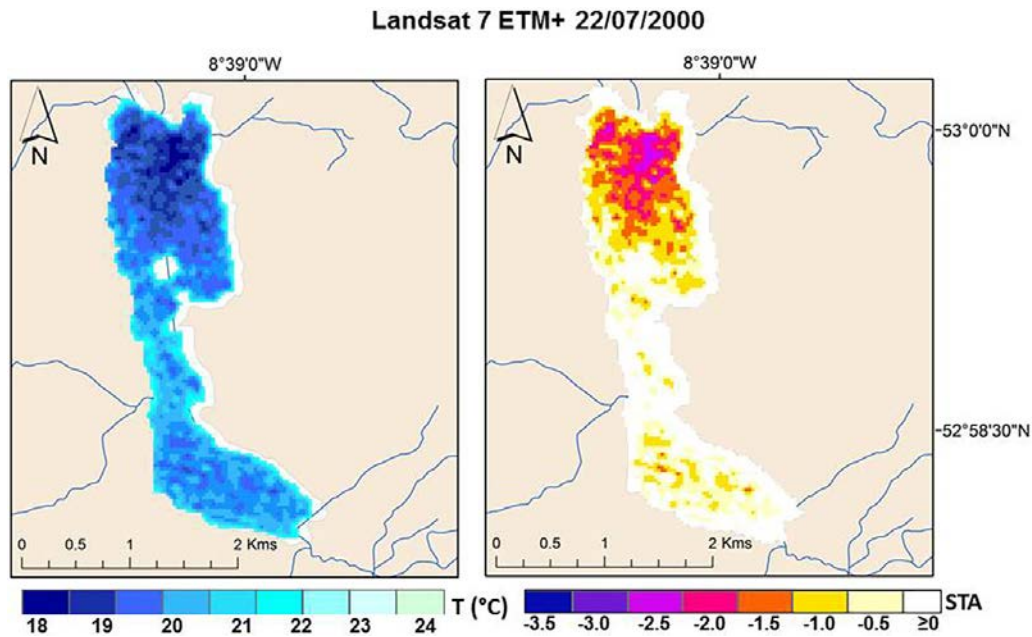 Landsat 7 ETM+ 22/07/2000
8°39'0"W
8°39'0"W
N
N
53°0'0"N
52°58'30"N
0 0.5 1 2 Kms
0 0.5 1 2 Kms
18 19 20 21 22 23 24 T (°C)
-3.5 -3.0 -2.5 -2.0 -1.5 -1.0 -0.5 ≥0 STA